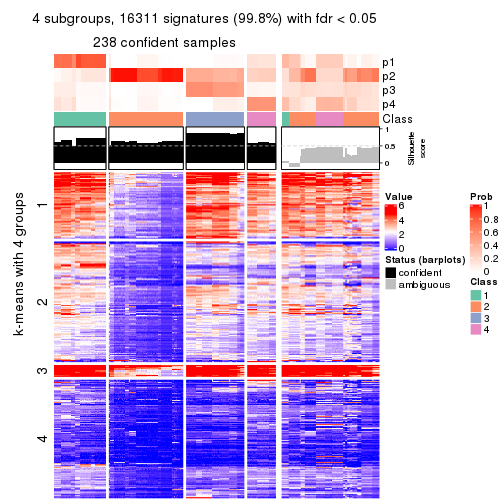 4 subgroups, 16311 signatures (99.8%) with fdr < 0.05
238 confident samples
p1
p2
p3
p4
Class
1
0.5
0
Silhouette
score
k-means with 4 groups
1
2
3
4
Value
6
4
2
0
Status (barplots)
confident
ambiguous
Prob
1
0.8
0.6
0.4
0.2
0
Class
1
2
3
4